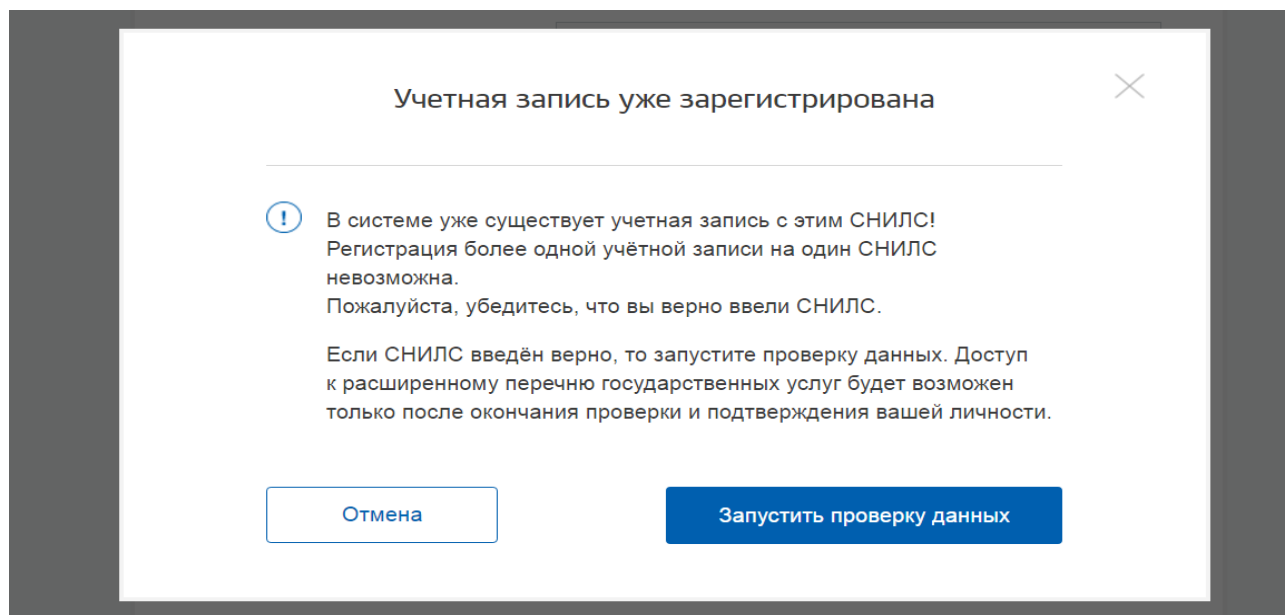 Учетная запись уже зарегистрирована
В системе уже существует учетная запись с этим СНИЛС!
Регистрация более одной учётной записи на один СНИЛС
невозможна.
Пожалуйста, убедитесь, что вы верно ввели СНИЛС.
Если СНИЛС введён верно, то запустите проверку данных. Доступ
к расширенному перечню государственных услуг будет возможен
только после окончания проверки и подтверждения вашей личности.
Отмена
Запустить проверку данных